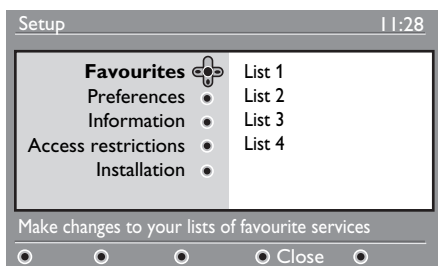 Setup 11:28
Favourites List 1
Preferences List 2
Information List 3
Access restrictions List 4
Installation
Make changes to your lists of favourite services
Close